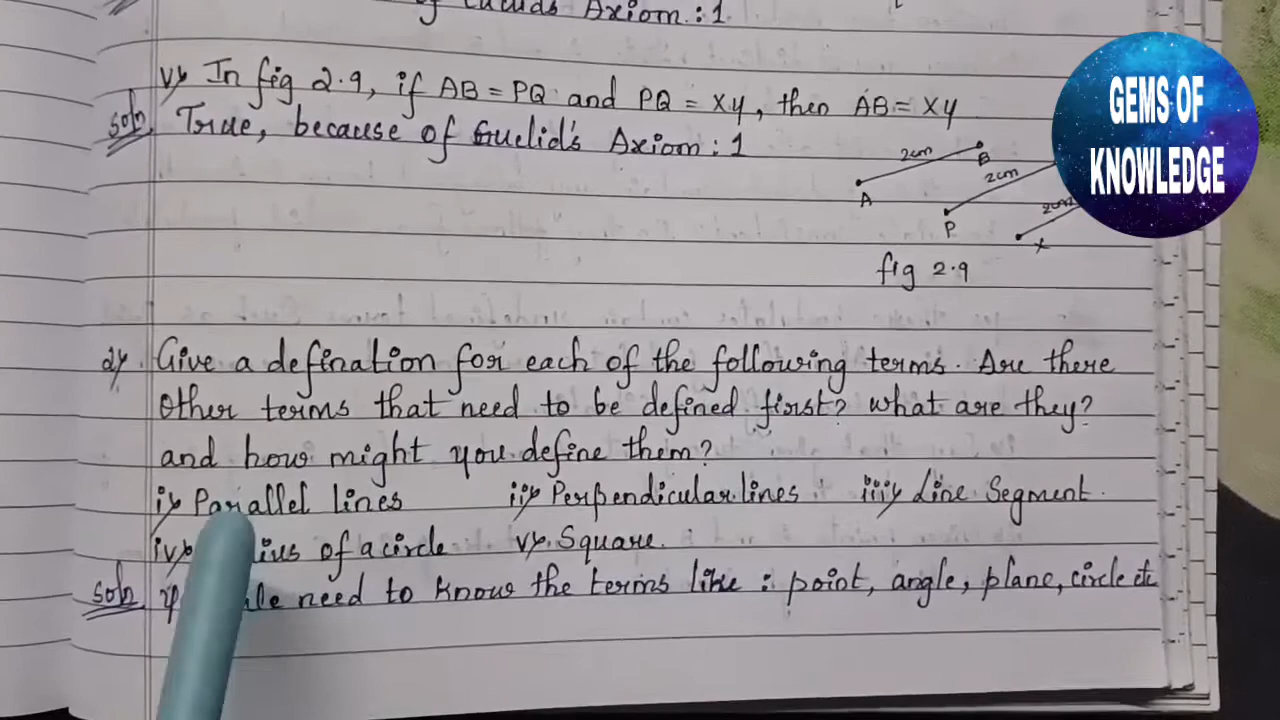 of Euclid's Axiom : 1
v) In fig 2.9, if AB = PQ and PQ = XY, then AB = XY
Soln True, because of Euclid's Axiom : 1
2cm B
A 2cm
P 2cm
X
fig 2.9
GEMS OF
KNOWLEDGE
2). Give a defination for each of the following terms. Are there
Other terms that need to be defined first? What are they?
and how might you define them?
i) Parallel lines ii) Perpendicular lines iii) Line Segment.
iv) of a circle v) Square.
Soln need to know the terms like : point, angle, plane, circle etc